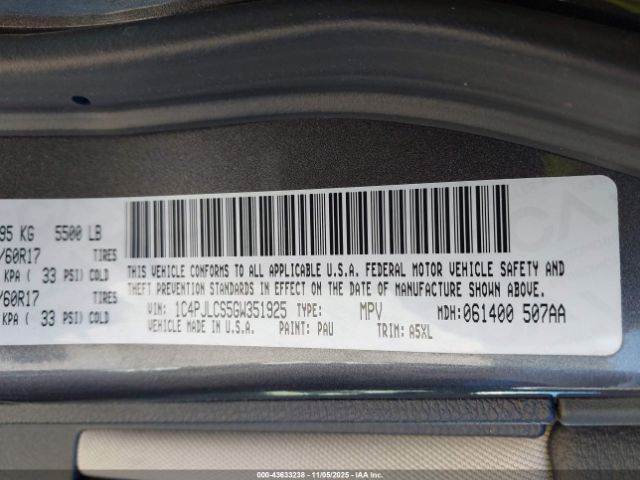 95 KG 5500 LB
/60R17 TIRES
KPA ( 33 PSI) COLD
/60R17 TIRES
KPA ( 33 PSI) COLD
THIS VEHICLE CONFORMS TO ALL APPLICABLE U.S.A. FEDERAL MOTOR VEHICLE SAFETY AND
THEFT PREVENTION STANDARDS IN EFFECT ON THE DATE OF MANUFACTURE SHOWN ABOVE.
VIN: 1C4PJLCS5GW351925 TYPE: MPV MDH: 061400 507AA
VEHICLE MADE IN U.S.A. PAINT: PAU TRIM: A5XL
000-43633238 - 11/05/2025 - IAAI.COM